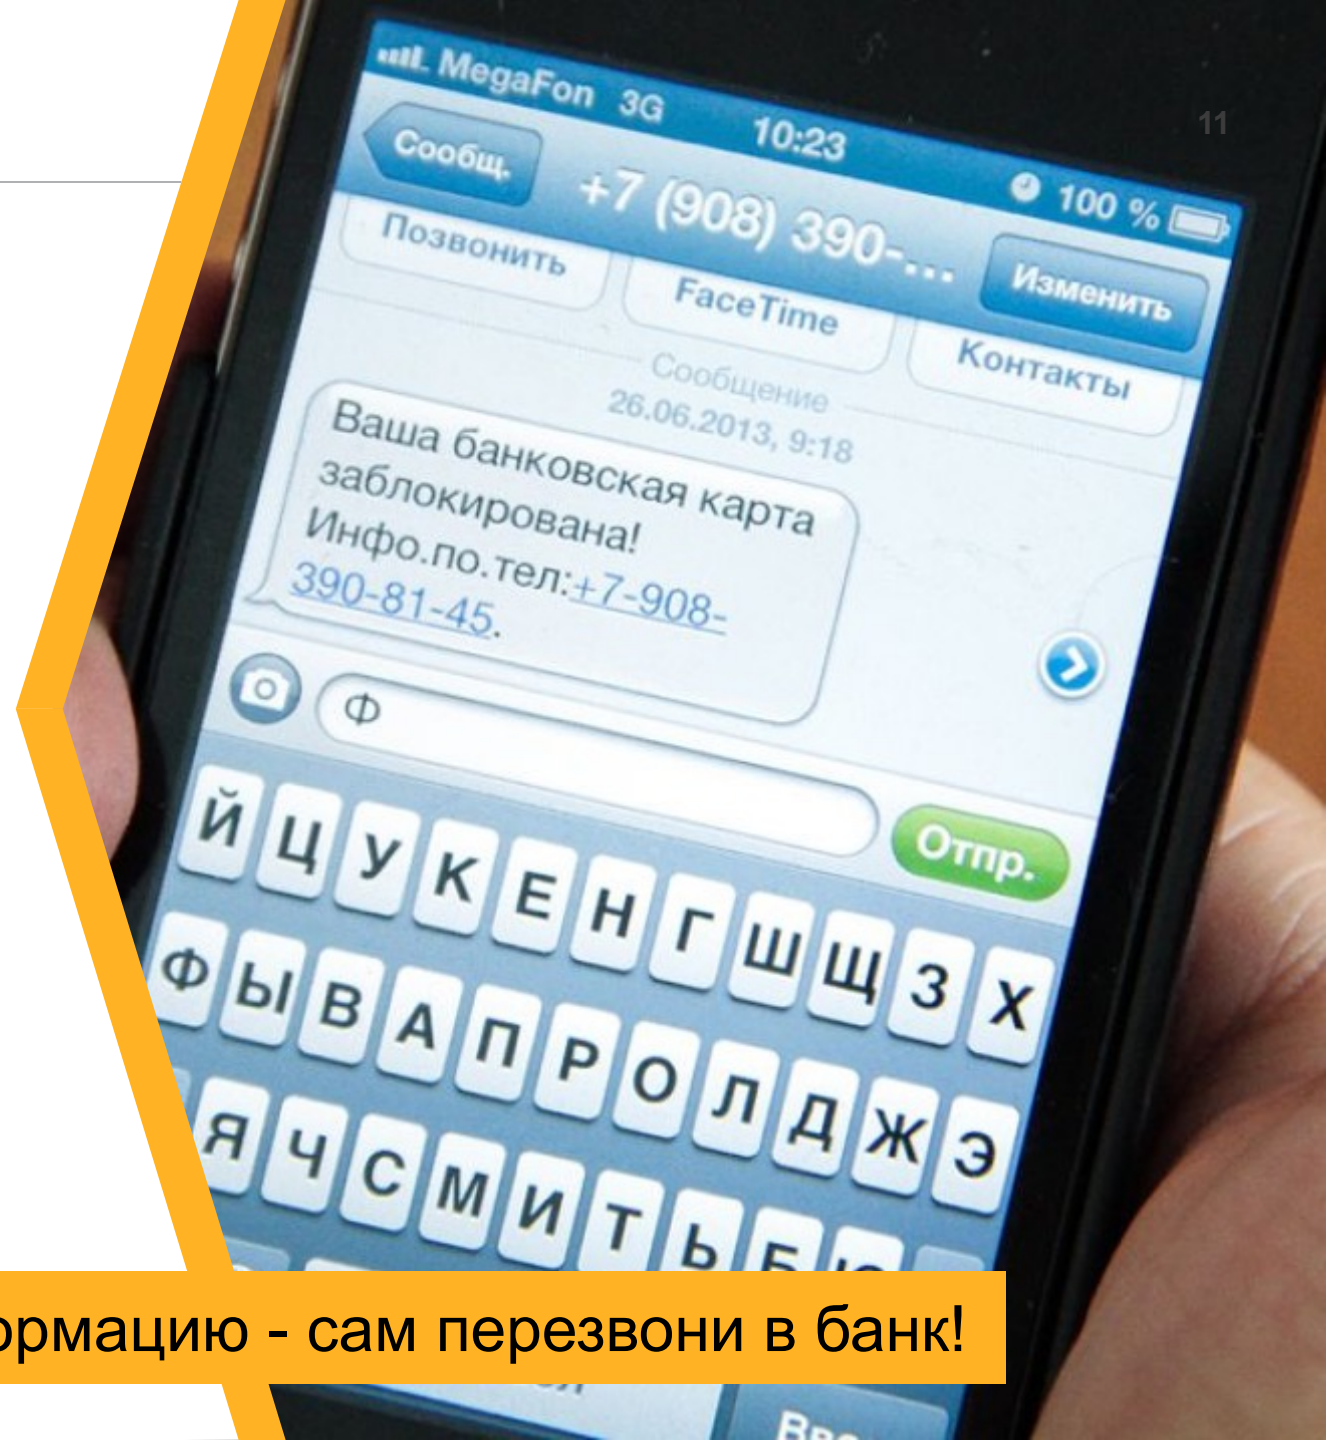 MegaFon 3G 10:23 100 %
11
Сообщ. +7 (908) 390-... Изменить
Позвонить FaceTime Контакты
Сообщение
26.06.2013, 9:18
Ваша банковская карта
заблокирована!
Инфо.по.тел:+7-908-
390-81-45.
Ф
Отпр.
Й Ц У К Е Н Г Ш Щ З Х
Ф Ы В А П Р О Л Д Ж Э
Я Ч С М И Т Ь Б Ю
ормацию - сам перезвони в банк!